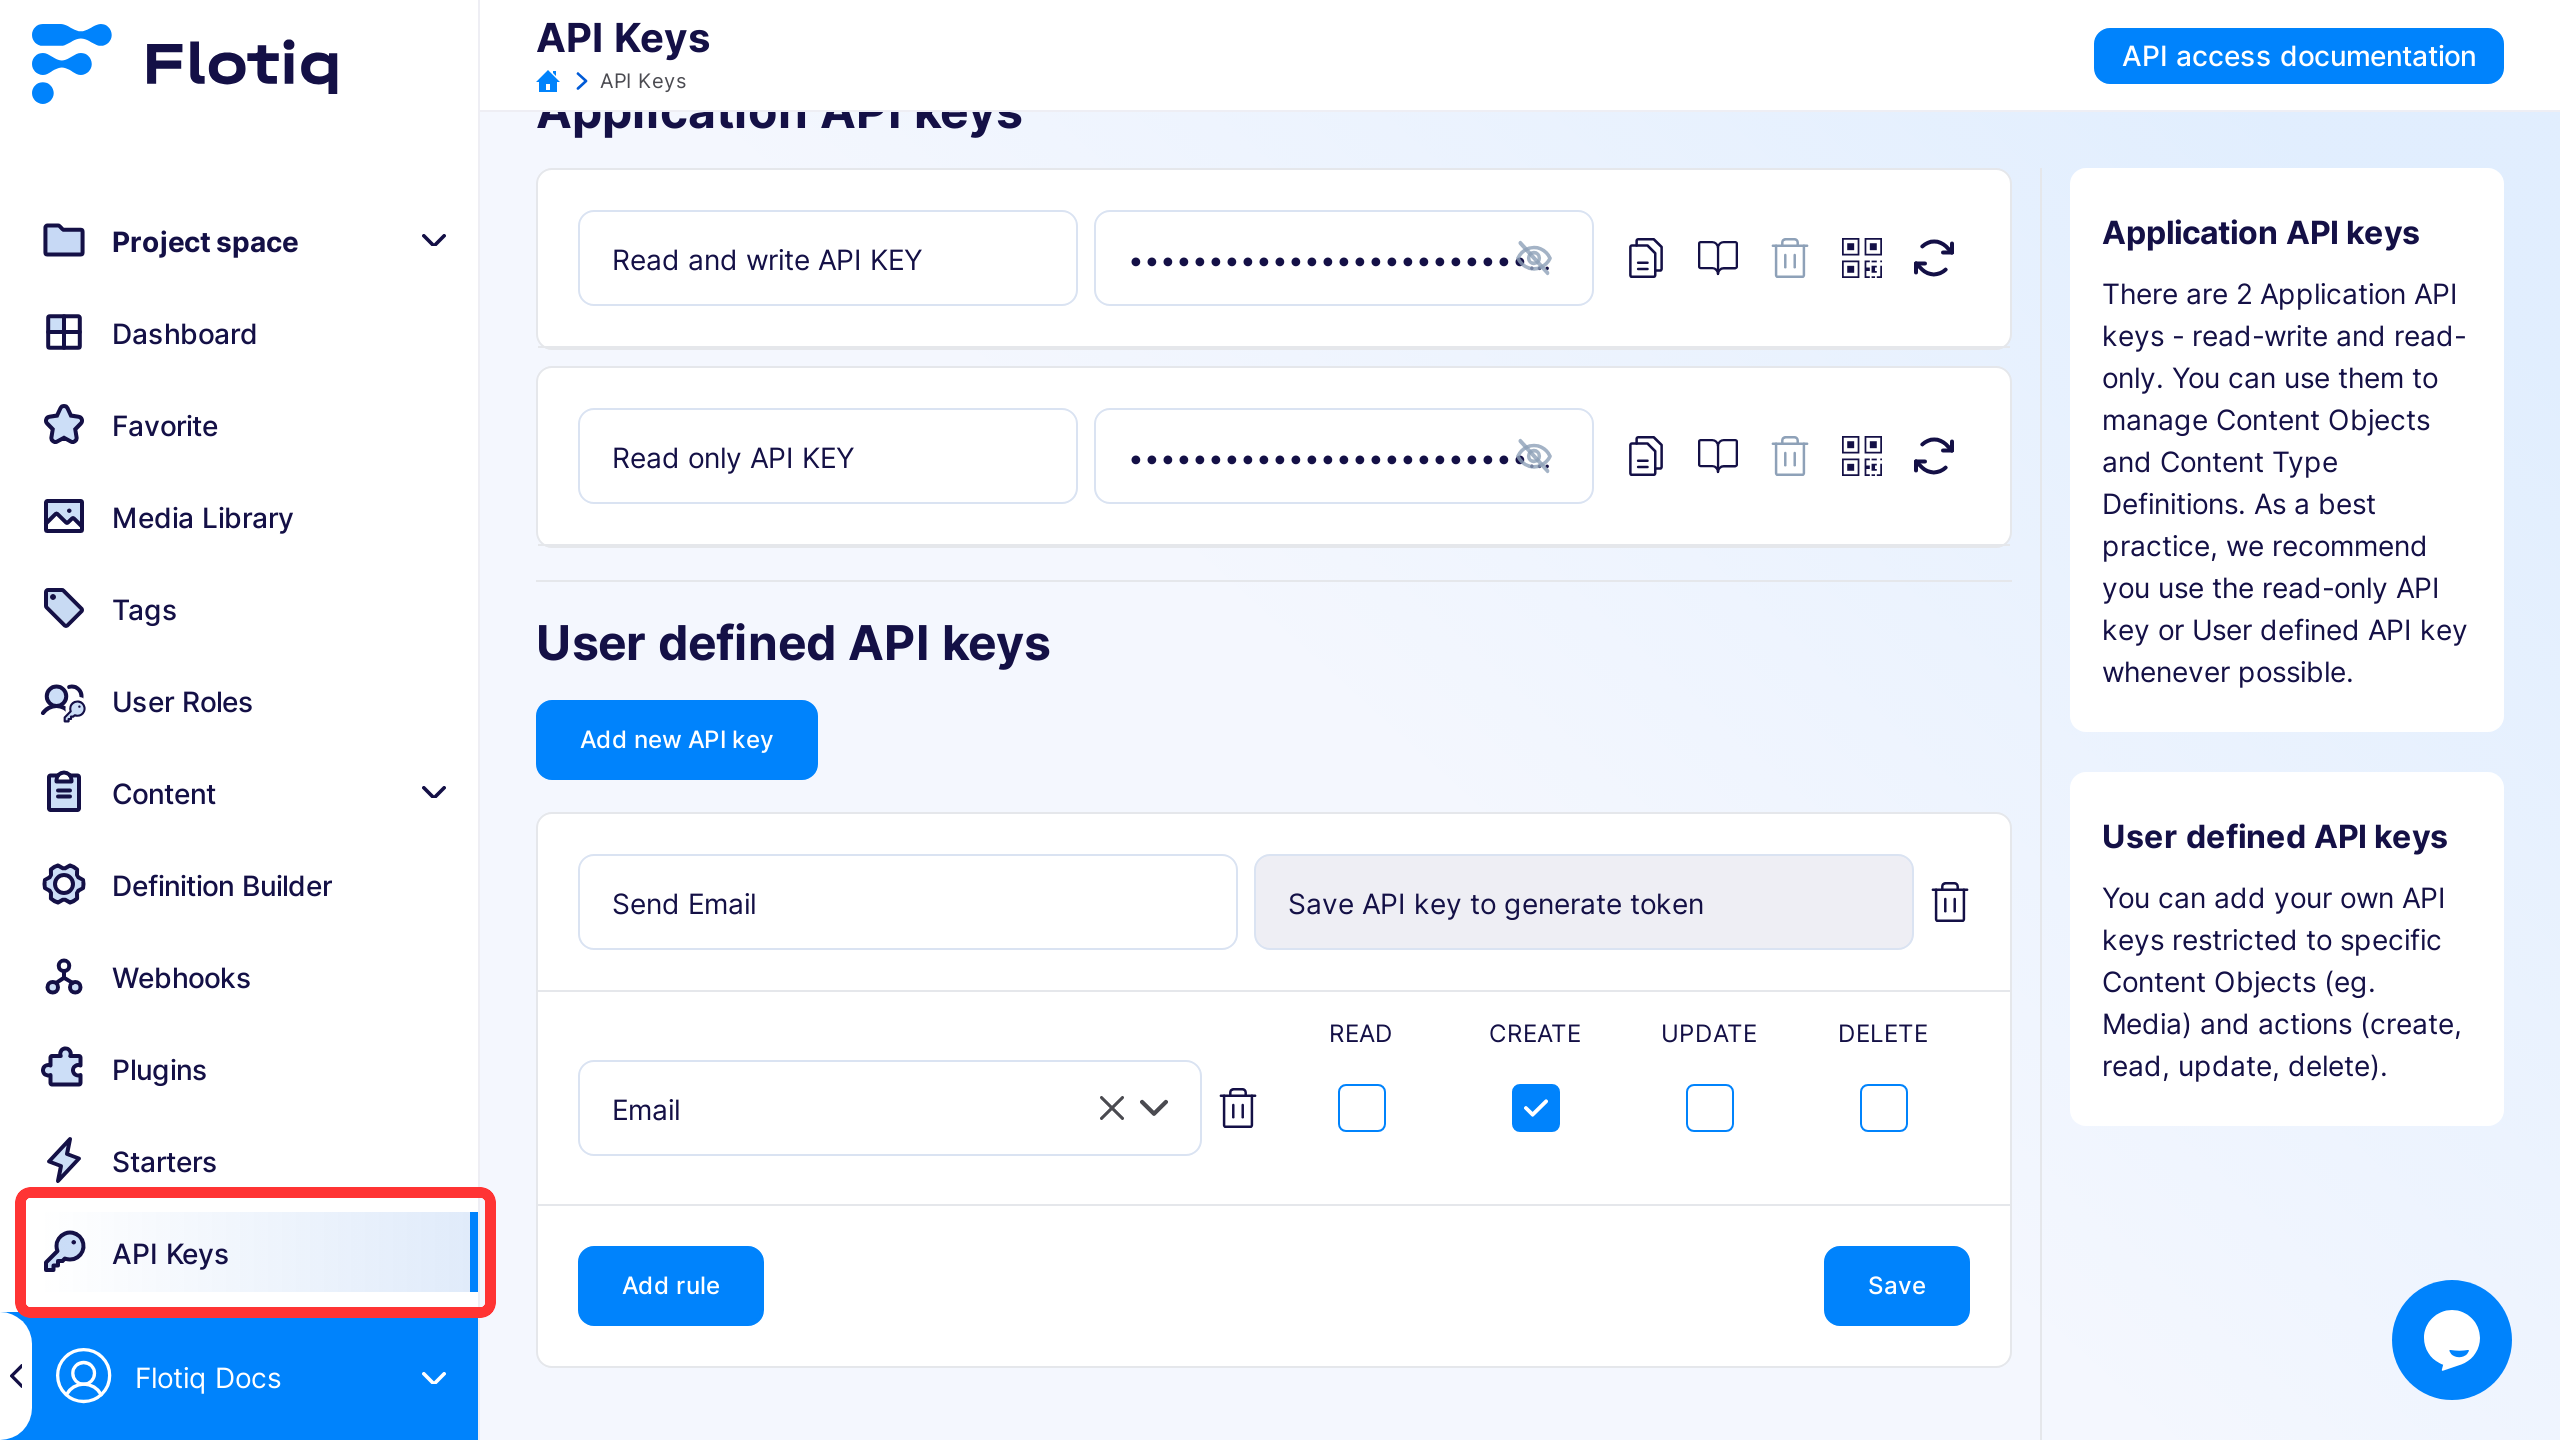 Flotiq
Project space
Dashboard
Favorite
Media Library
Tags
User Roles
Content
Definition Builder
Webhooks
Plugins
Starters
API Keys
Flotiq Docs
API Keys
API Keys
API access documentation
Application API keys
Read and write API KEY
Read only API KEY
User defined API keys
Add new API key
Send Email
Save API key to generate token
READ CREATE UPDATE DELETE
Email
Add rule
Save
Application API keys
There are 2 Application API
keys - read-write and read-
only. You can use them to
manage Content Objects
and Content Type
Definitions. As a best
practice, we recommend
you use the read-only API
key or User defined API key
whenever possible.
User defined API keys
You can add your own API
keys restricted to specific
Content Objects (eg.
Media) and actions (create,
read, update, delete).